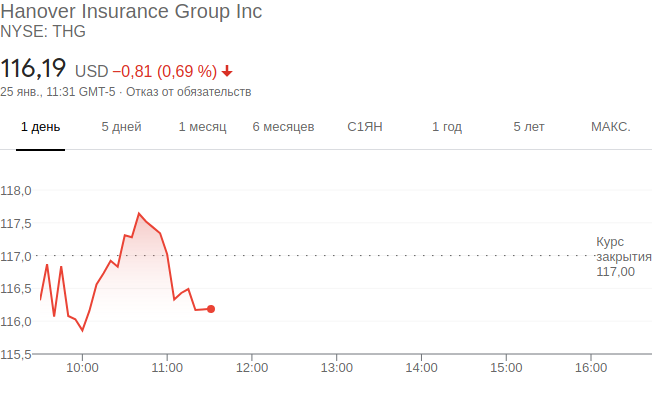 Hanover Insurance Group Inc
NYSE: THG
116,19 USD −0,81 (0,69 %)
25 янв., 11:31 GMT-5 · Отказ от обязательств
1 день 5 дней 1 месяц 6 месяцев С1ЯН 1 год 5 лет МАКС.
118,0
117,5
117,0
116,5
116,0
115,5
Курс
закрытия
117,00
10:00 11:00 12:00 13:00 14:00 15:00 16:00